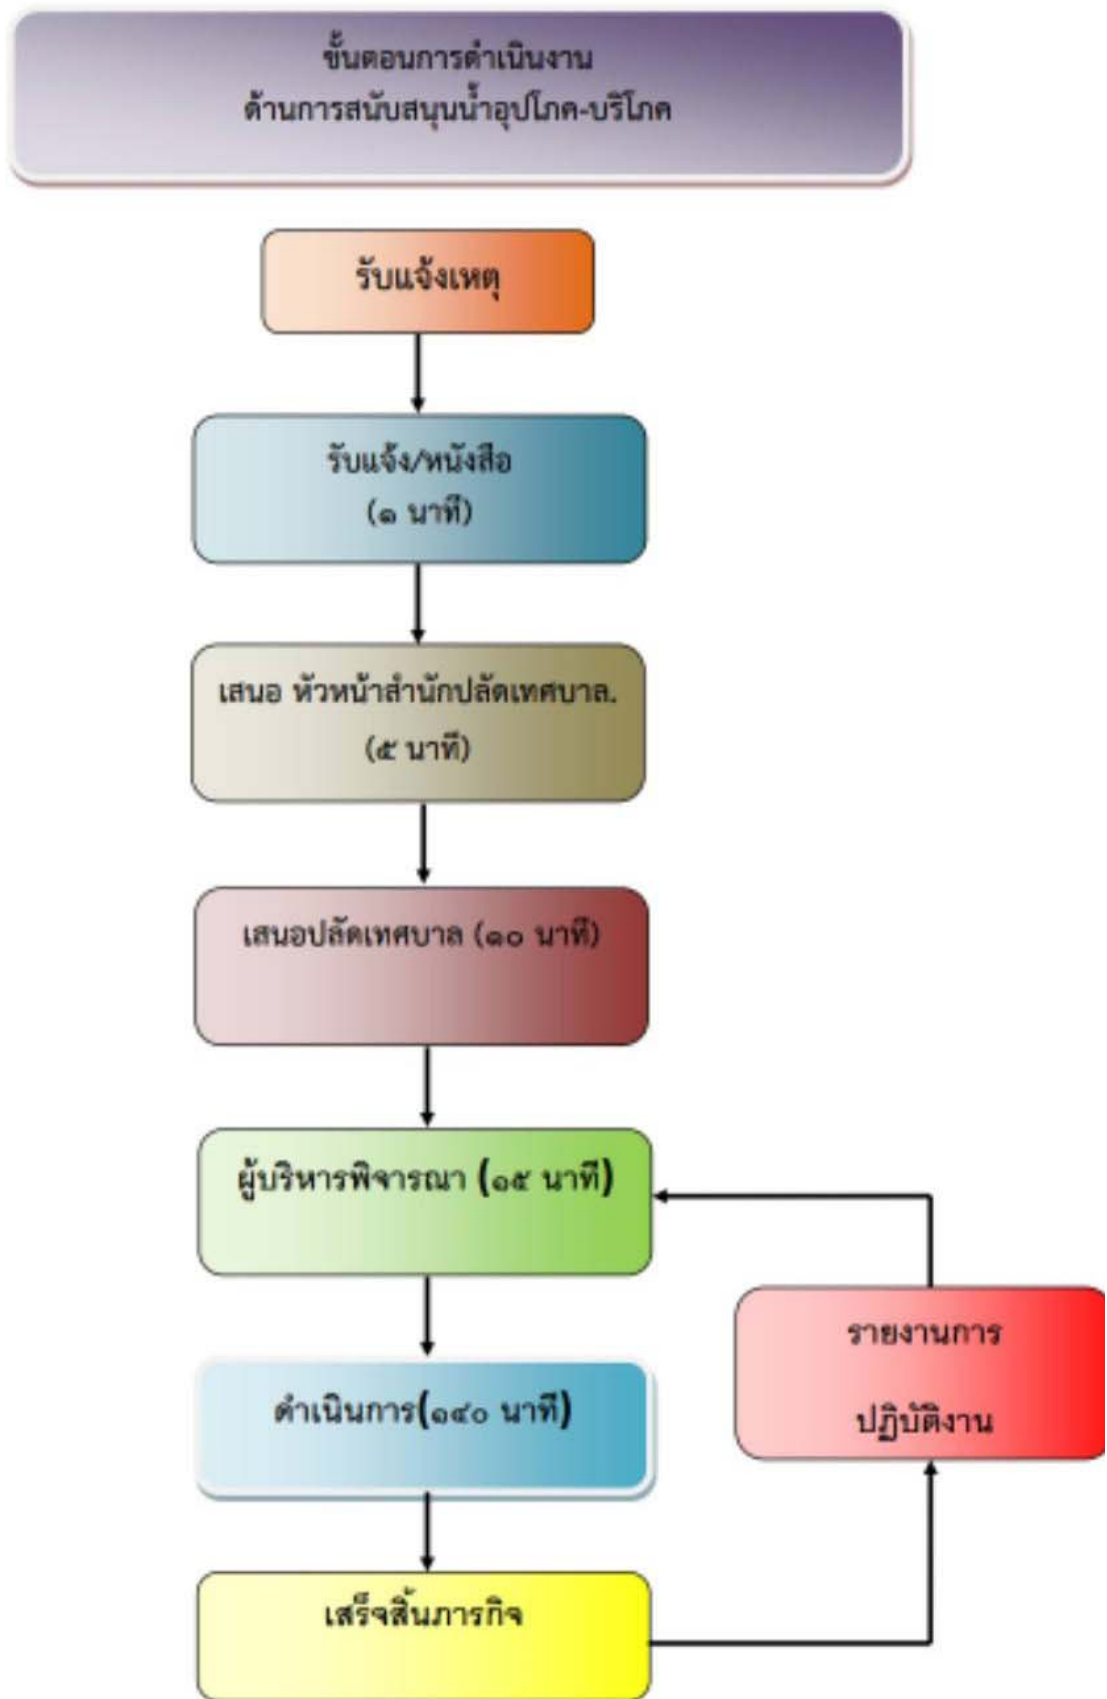 ขั้นตอนการดำเนินงาน
ด้านการสนับสนุนน้ำอุปโภค-บริโภค
รับแจ้งเหตุ
รับแจ้ง/หนังสือ
(๑ นาที)
เสนอ หัวหน้าสำนักปลัดเทศบาล.
(๕ นาที)
เสนอปลัดเทศบาล (๑๐ นาที)
ผู้บริหารพิจารณา (๑๕ นาที)
ดำเนินการ(๑๔๐ นาที)
เสร็จสิ้นภารกิจ
รายงานการ
ปฏิบัติงาน